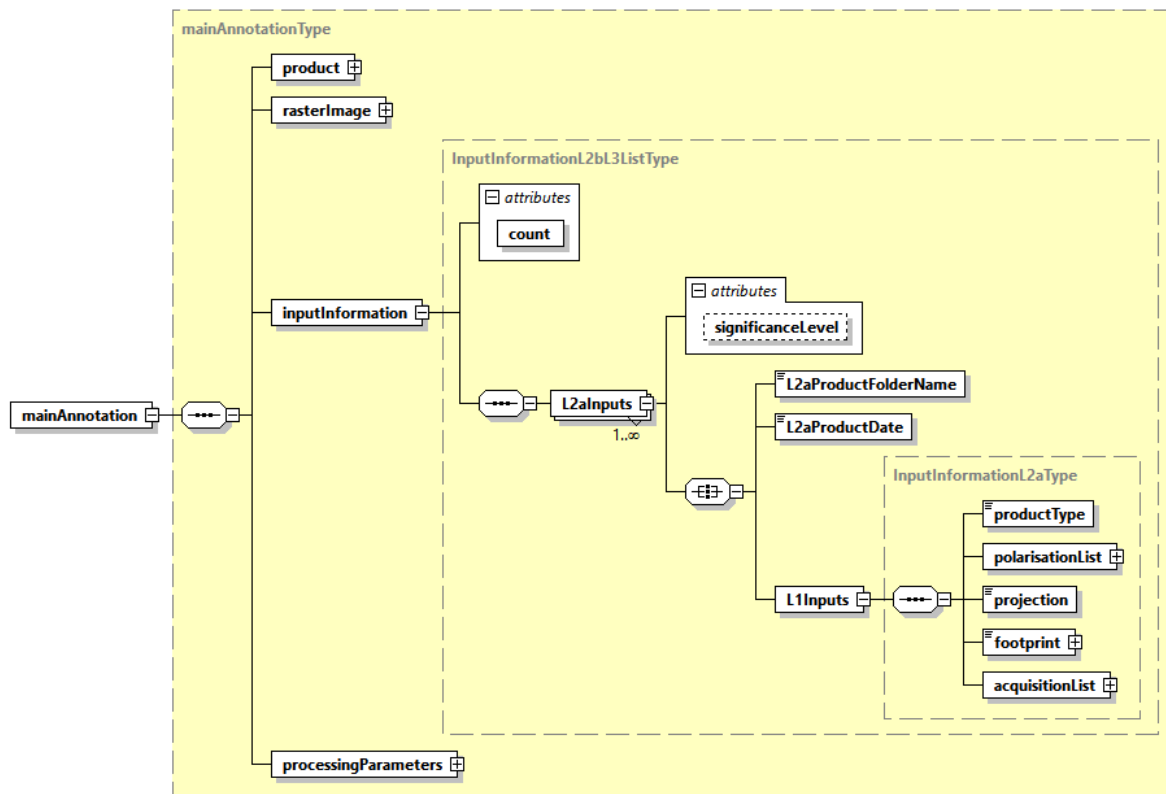 mainAnnotationType
product
rasterImage
InputInformationL2bL3ListType
attributes
count
inputInformation
attributes
significanceLevel
L2aProductFolderName
L2aInputs
1..∞
mainAnnotation
L2aProductDate
InputInformationL2aType
productType
polarisationList
L1Inputs
projection
footprint
acquisitionList
processingParameters